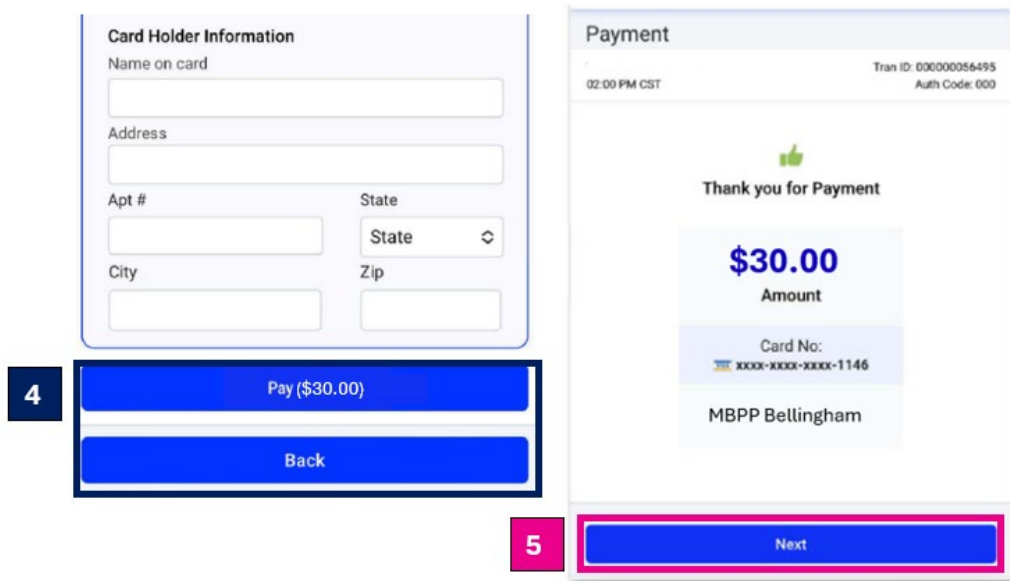 Card Holder Information
Name on card
Address
Apt # State
State
City Zip
4
Pay ($30.00)
Back
Payment
02:00 PM CST
Tran ID: 000000056495
Auth Code: 000
Thank you for Payment
$30.00
Amount
Card No:
xxxx-xxxx-xxxx-1146
MBPP Bellingham
5
Next